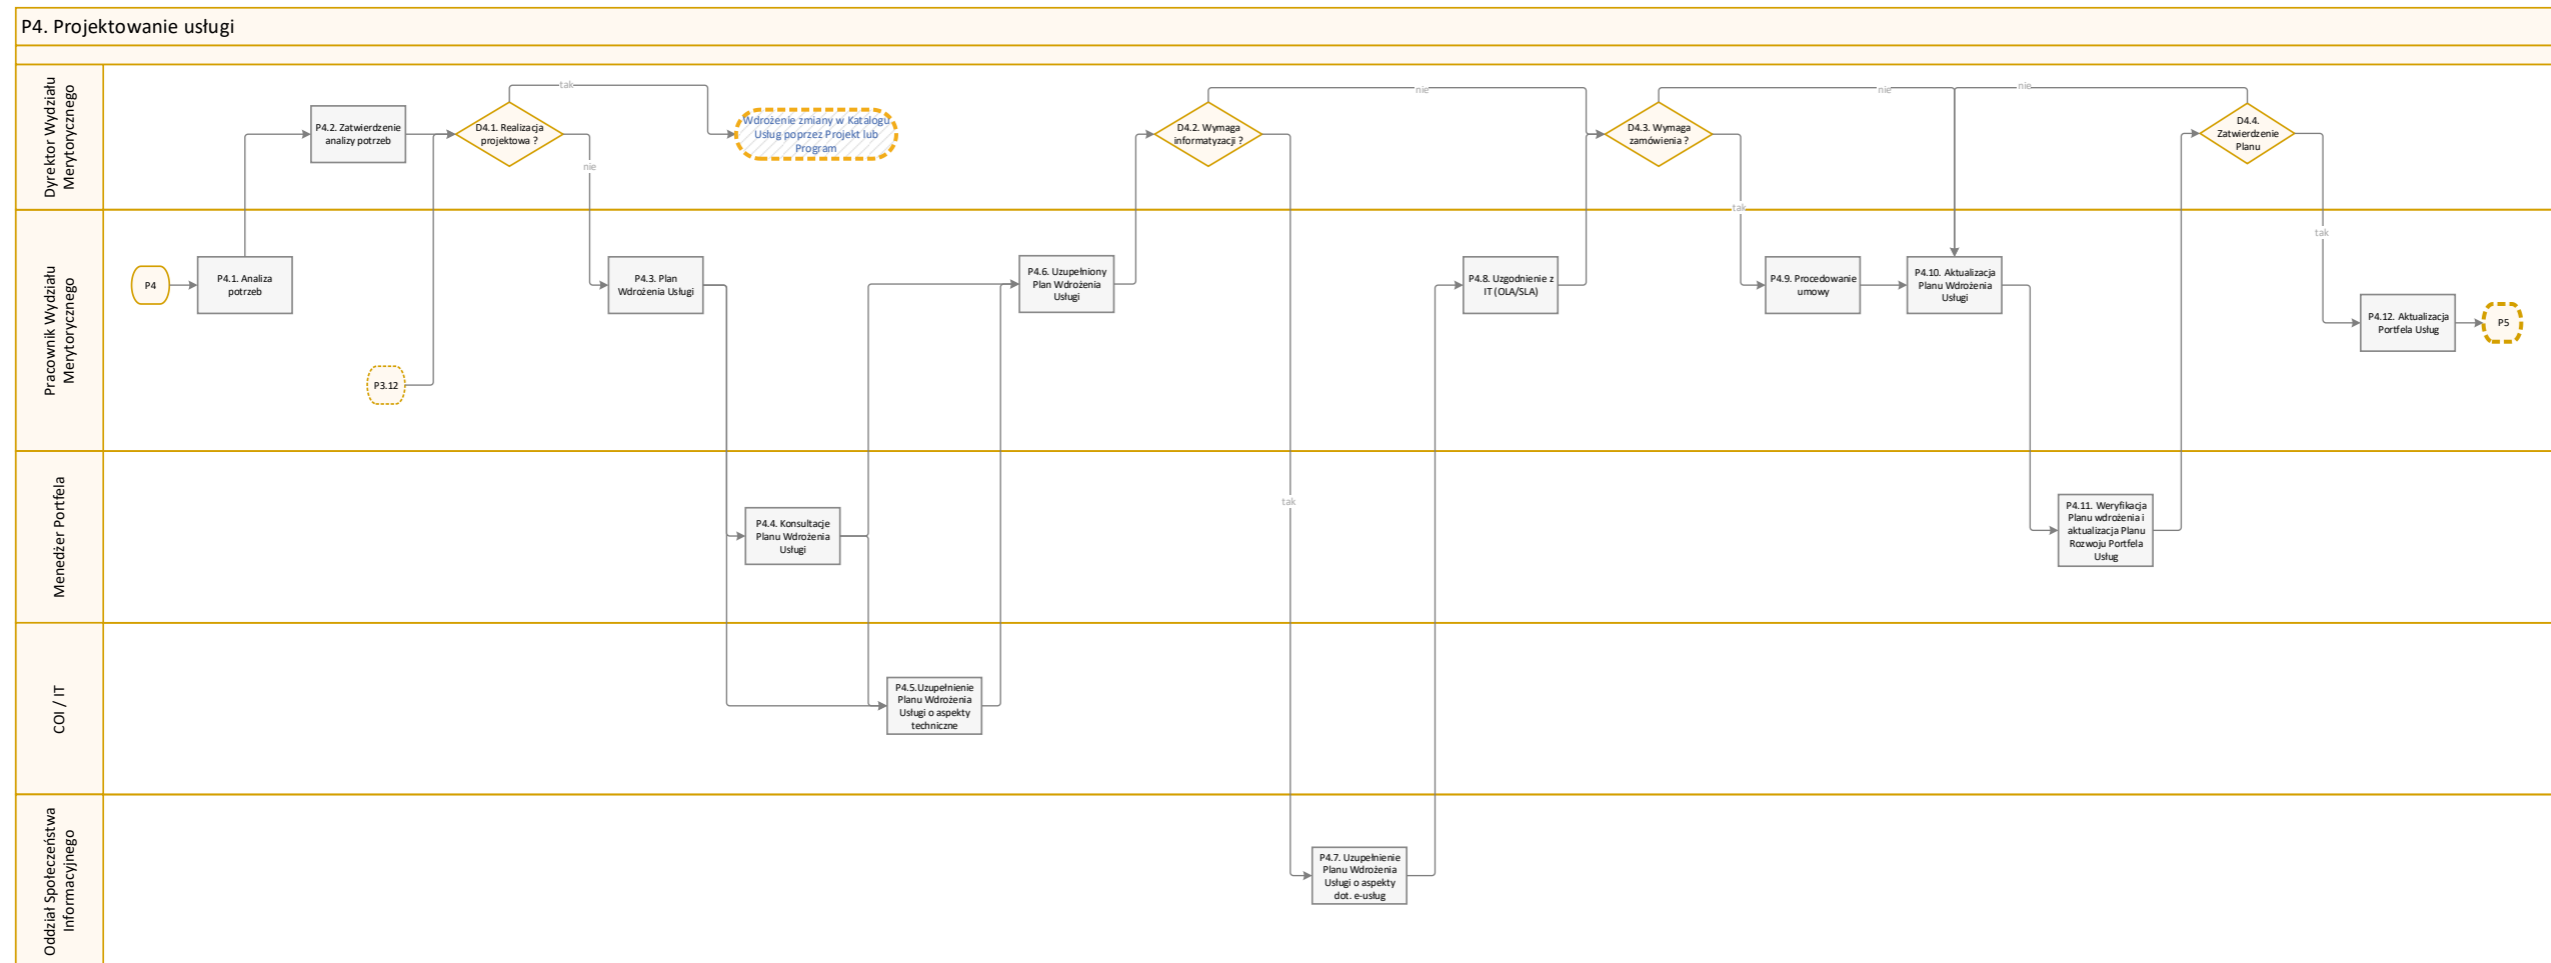 P4. Projektowanie usługi
Dyrektor Wydziału
Merytorycznego
P4.2. Zatwierdzenie
analizy potrzeb
D4.1. Realizacja
projektowa ?
tak
nie
Wdrożenie zmiany w Katalogu
Usług poprzez Projekt lub
Program
D4.2. Wymaga
informatyzacji ?
nie
tak
D4.3. Wymaga
zamówienia ?
nie
tak
nie
D4.4.
Zatwierdzenie
Planu
tak
Pracownik Wydziału
Merytorycznego
P4
P4.1. Analiza
potrzeb
P3.12
P4.3. Plan
Wdrożenia Usługi
P4.6. Uzupełniony
Plan Wdrożenia
Usługi
P4.8. Uzgodnienie z
IT (OLA/SLA)
P4.9. Procedowanie
umowy
P4.10. Aktualizacja
Planu Wdrożenia
Usługi
P4.12. Aktualizacja
Portfela Usług
P5
Menedżer Portfela
P4.4. Konsultacje
Planu Wdrożenia
Usługi
P4.11. Weryfikacja
Planu wdrożenia i
aktualizacja Planu
Rozwoju Portfela
Usług
COI / IT
P4.5.Uzupełnienie
Planu Wdrożenia
Usługi o aspekty
techniczne
Oddział Społeczeństwa
Informacyjnego
P4.7. Uzupełnienie
Planu Wdrożenia
Usługi o aspekty
dot. e-usług